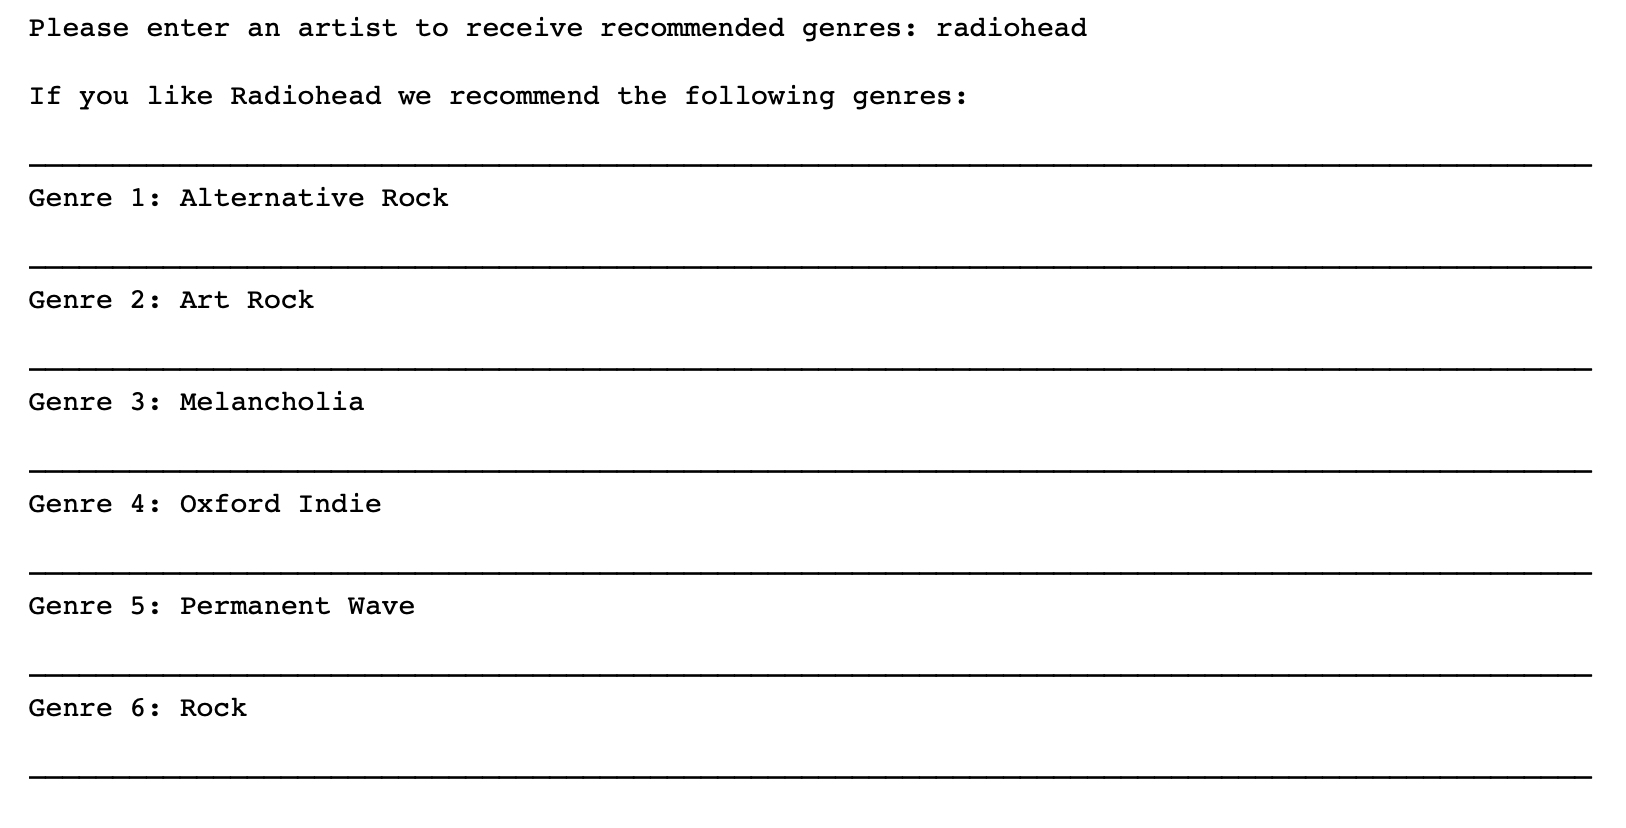 Please enter an artist to receive recommended genres: radiohead
If you like Radiohead we recommend the following genres:
Genre 1: Alternative Rock
Genre 2: Art Rock
Genre 3: Melancholia
Genre 4: Oxford Indie
Genre 5: Permanent Wave
Genre 6: Rock